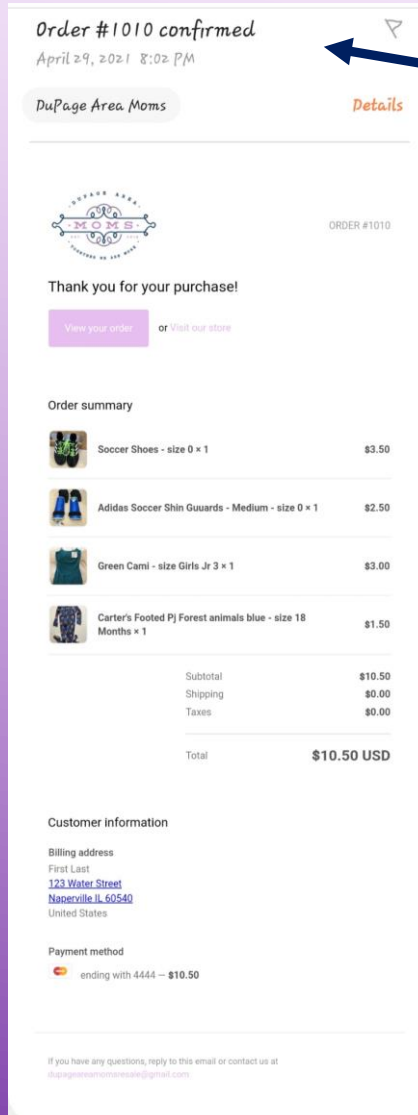 Order #1010 confirmed
April 29, 2021 8:02 PM
DuPage Area Moms
Details
DUPAGE AREA
MOMS
ORDER #1010
Thank you for your purchase!
View your order or Visit our store
Order summary
Soccer Shoes - size 0 × 1 $3.50
Adidas Soccer Shin Guuards - Medium - size 0 × 1 $2.50
Green Cami - size Girls Jr 3 × 1 $3.00
Carter's Footed Pj Forest animals blue - size 18
Months × 1 $1.50
Subtotal $10.50
Shipping $0.00
Taxes $0.00
Total $10.50 USD
Customer information
Billing address
First Last
123 Water Street
Naperville IL 60540
United States
Payment method
ending with 4444 — $10.50
If you have any questions, reply to this email or contact us at
dupageareamomsresale@gmail.com